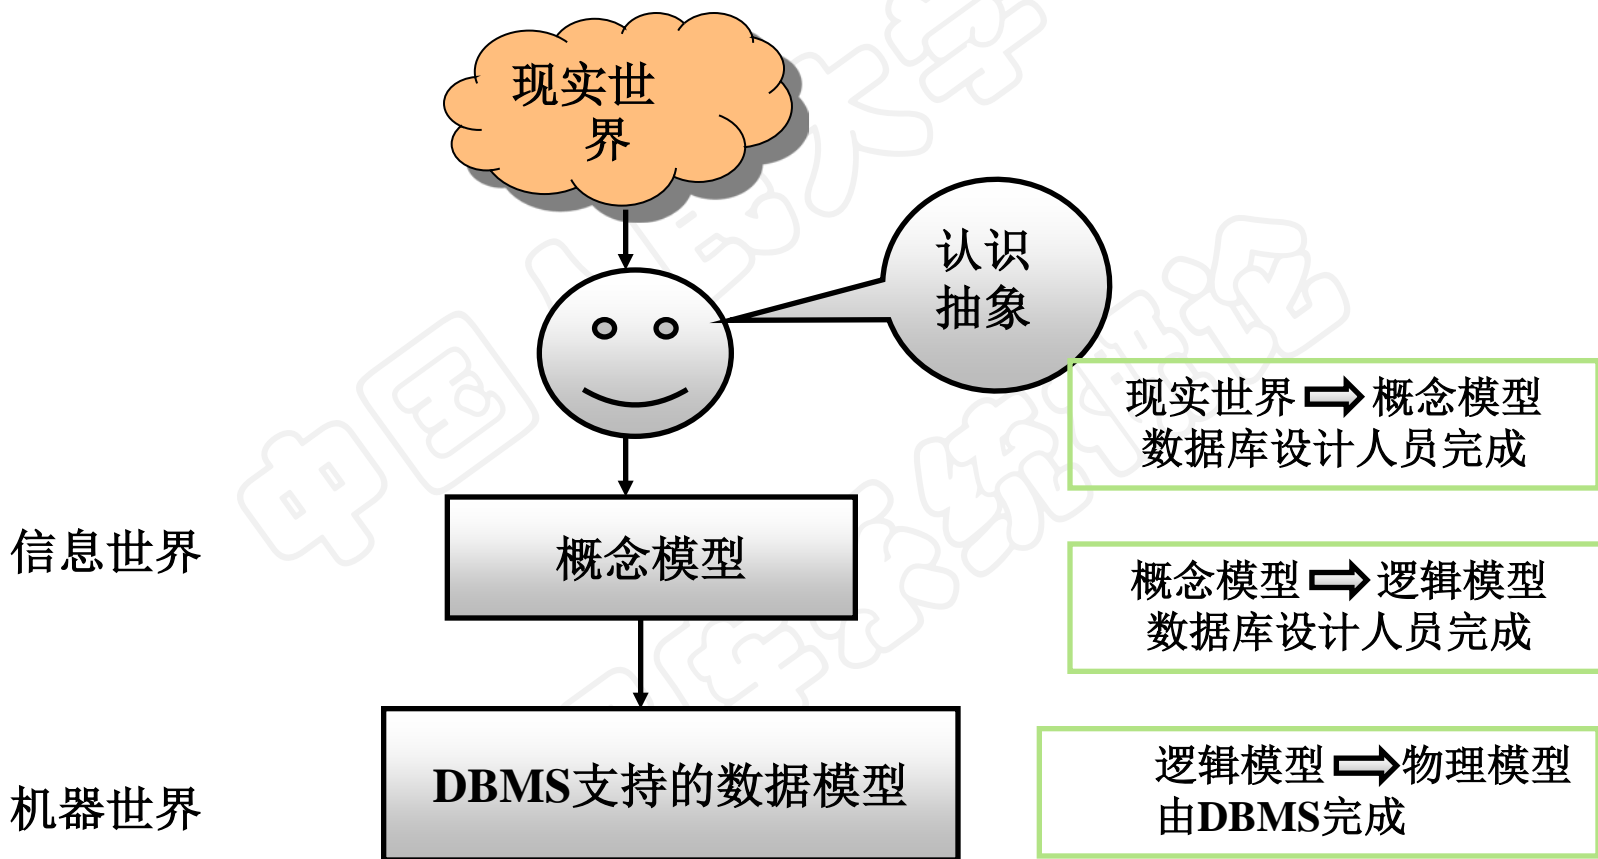 现实世
界
认识
抽象
现实世界 概念模型
数据库设计人员完成
信息世界
概念模型
概念模型 逻辑模型
数据库设计人员完成
机器世界
DBMS支持的数据模型
逻辑模型 物理模型
由DBMS完成